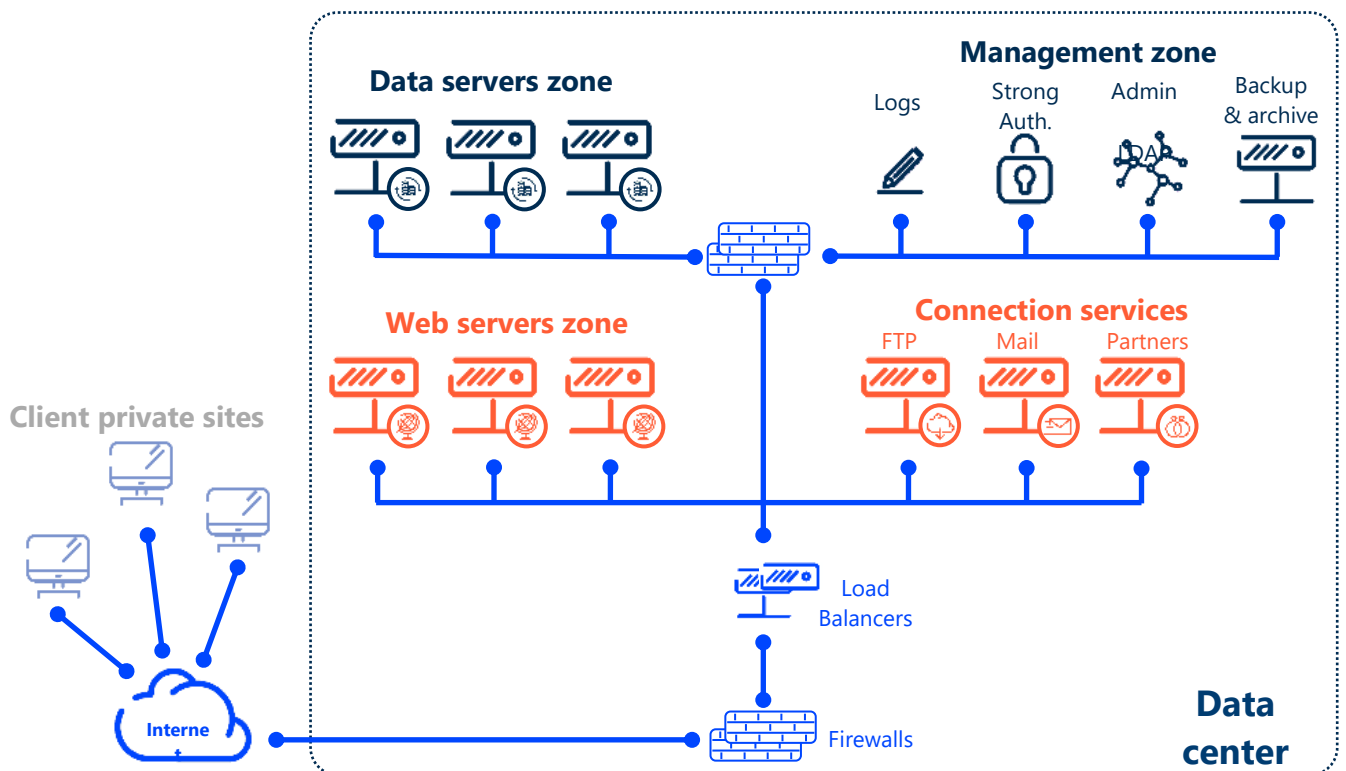 Management zone
Data servers zone
Logs
Strong
Auth.
Admin
LDAP
Backup
& archive
Web servers zone
Connection services
FTP
Mail
Partners
Client private sites
Load
Balancers
Interne
t
Firewalls
Data
center